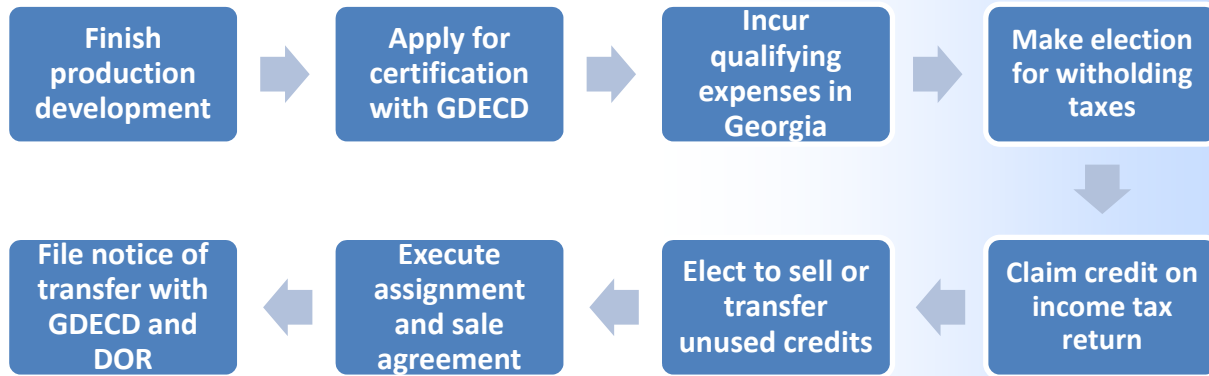 Finish
production
development
Apply for
certification
with GDECD
Incur
qualifying
expenses in
Georgia
Make election
for witholding
taxes
Claim credit on
income tax
return
Elect to sell or
transfer
unused credits
Execute
assignment
and sale
agreement
File notice of
transfer with
GDECD and
DOR